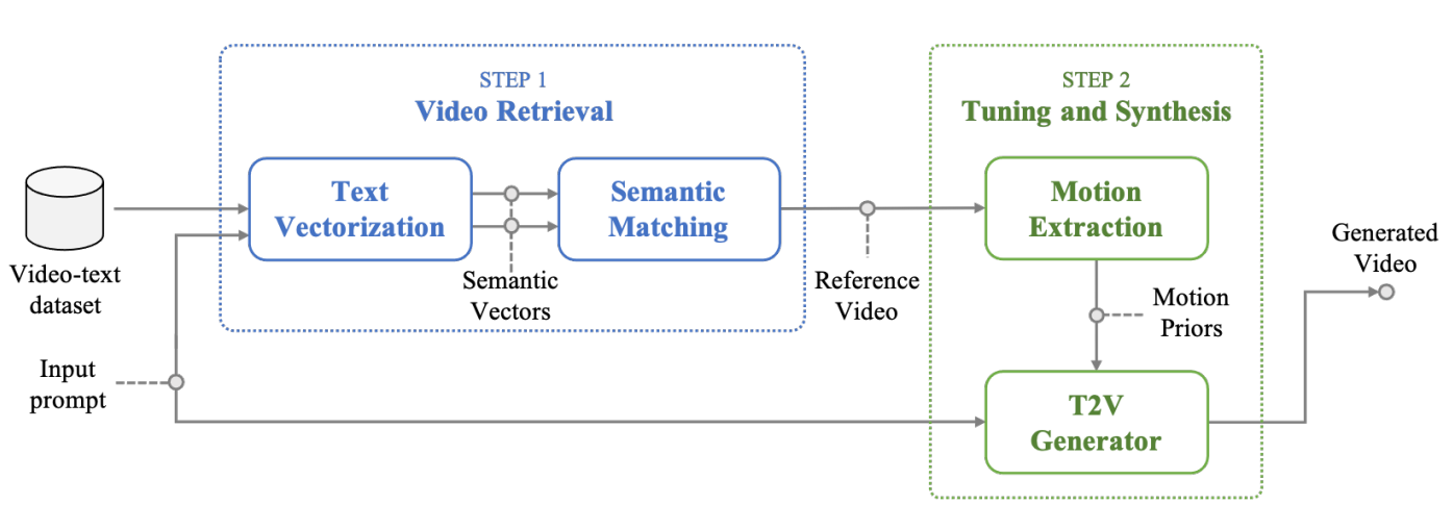 STEP 1
Video Retrieval
STEP 2
Tuning and Synthesis
Text
Vectorization
Semantic
Matching
Motion
Extraction
Video-text
dataset
Semantic
Vectors
Reference
Video
Motion
Priors
Generated
Video
Input
prompt
T2V
Generator